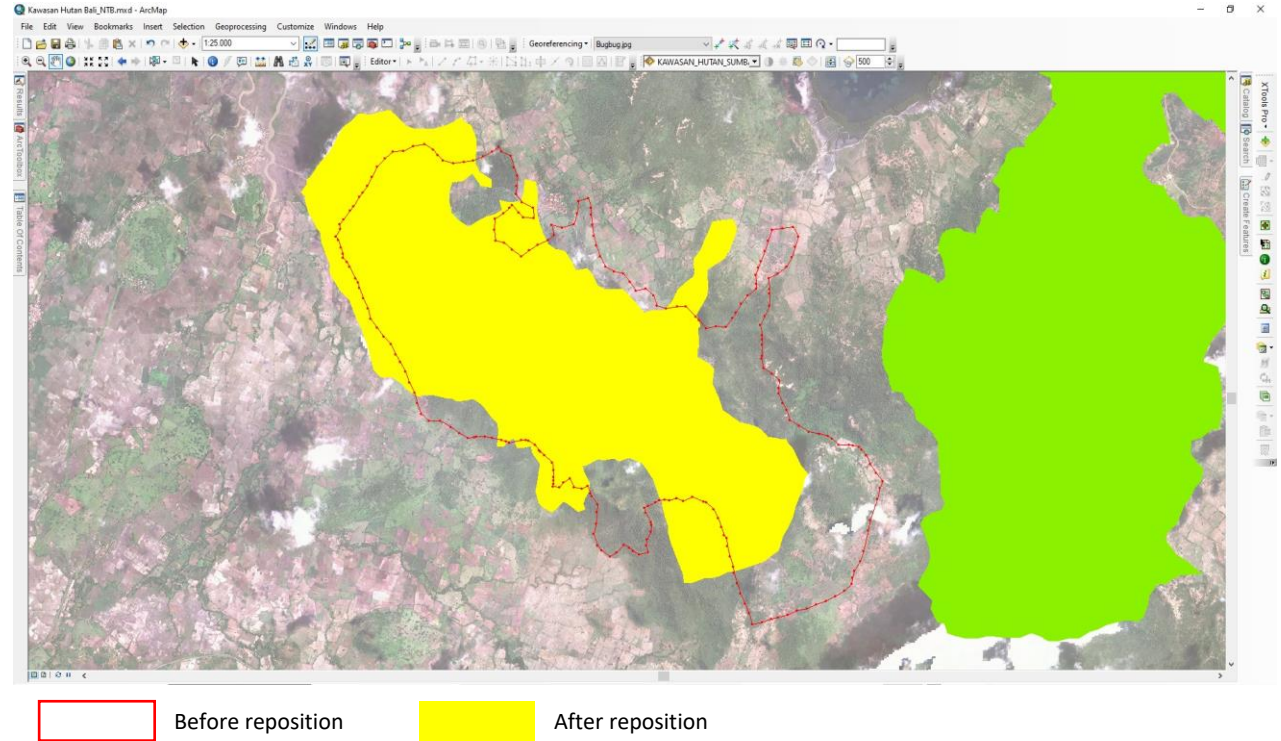 Kawasan Hutan Bali_NTB.mxd - ArcMap
File Edit View Bookmarks Insert Selection Geoprocessing Customize Windows Help
1:25.000
Georeferencing
Bugbug.jpg
Editor
KAWASAN_HUTAN_SUMB
500
Results
ArcToolbox
Table Of Contents
Catalog
Search
Create Features
XTools Pro
Before reposition
After reposition